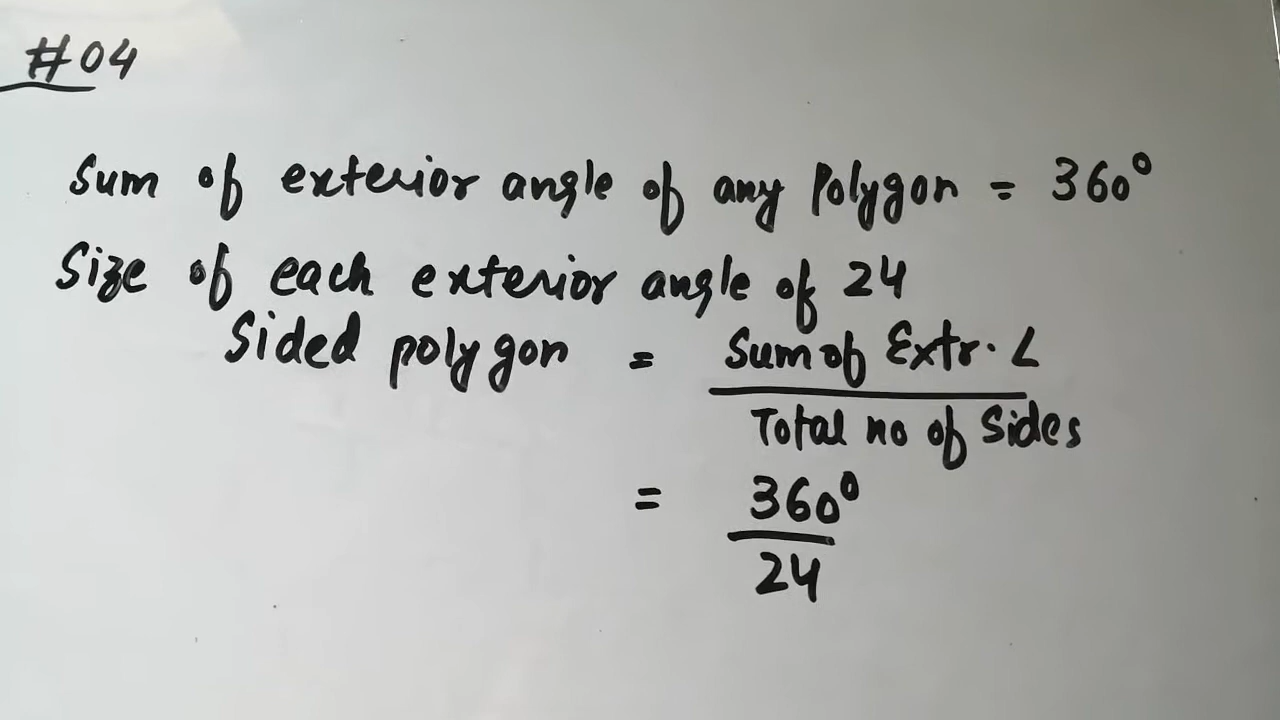 #04
Sum of exterior angle of any Polygon = 360°
Size of each exterior angle of 24
Sided polygon = Sum of Extr. ∠
Total no of Sides
= 360°
24